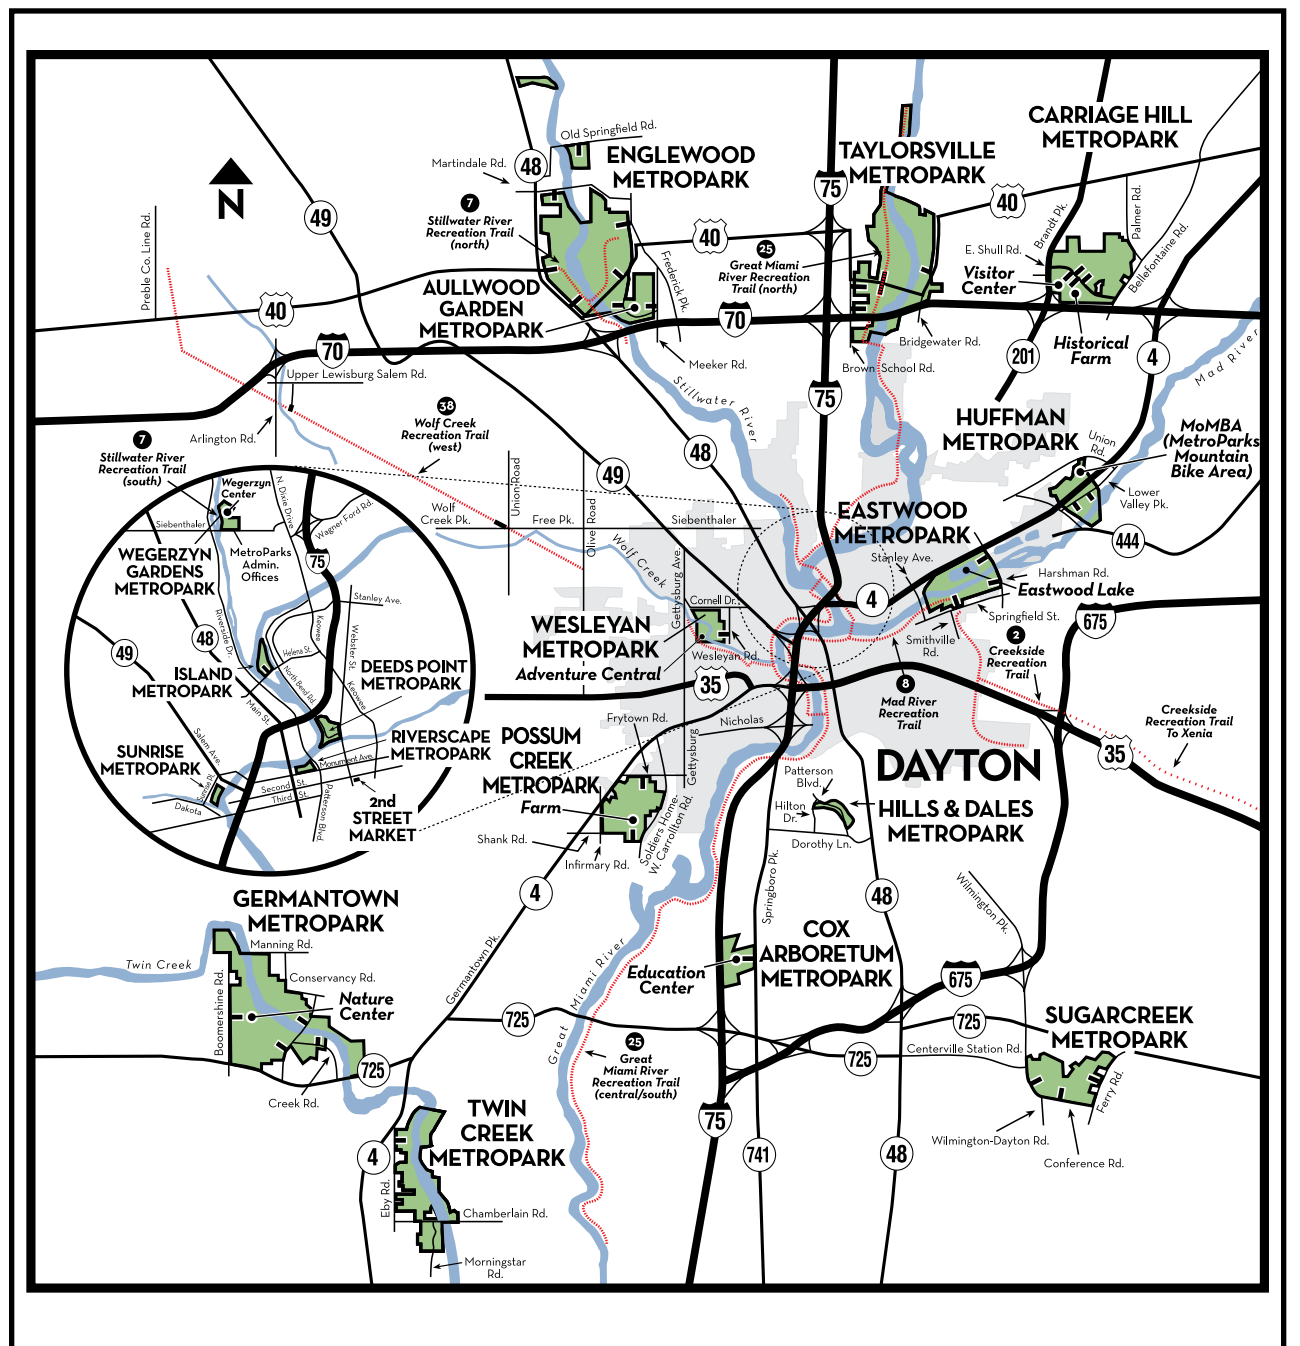 CARRIAGE HILL
METROPARK
Old Springfield Rd.
ENGLEWOOD
METROPARK
TAYLORSVILLE
METROPARK
Martindale Rd.
48
75
40
N
49
7
Stillwater River
Recreation Trail
(north)
40
25
Great Miami
River Recreation
Trail (north)
Preble Co. Line Rd.
Frederick Pk.
Brandt Pk.
Palmer Rd.
Bellefontaine Rd.
E. Shull Rd.
Visitor
Center
Historical
Farm
AULLWOOD
GARDEN
METROPARK
40
70
70
Meeker Rd.
Bridgewater Rd.
Brown School Rd.
201
4
Mad River
Upper Lewisburg Salem Rd.
Arlington Rd.
38
Wolf Creek
Recreation Trail
(west)
Stillwater River
75
48
49
HUFFMAN
METROPARK
Union
Rd.
MoMBA
(MetroParks
Mountain
Bike Area)
Lower
Valley Pk.
444
7
Stillwater River
Recreation Trail
(south)
Wegerzyn
Center
N. Dixie Drive
Wagner Ford Rd.
Siebenthaler
WEGERZYN
GARDENS
METROPARK
MetroParks
Admin.
Offices
75
Stanley Ave.
48
49
Riverside Dr.
Keowee
Helena St.
Webster St.
ISLAND
METROPARK
North Bend Rd.
Main St.
DEEDS POINT
METROPARK
Keowee
RIVERSCAPE
METROPARK
Monument Ave.
SUNRISE
METROPARK
Salem Ave.
Sunrise Pl.
Dakota
Second St.
Third St.
Patterson Blvd.
2nd
STREET
MARKET
Wolf
Creek Pk.
Union Road
Free Pk.
Olive Road
Siebenthaler
Wolf Creek
Gettysburg Ave.
EASTWOOD
METROPARK
Stanley Ave.
4
Harshman Rd.
Eastwood Lake
Springfield St.
Smithville
Rd.
675
Cornell Dr.
WESLEYAN
METROPARK
Adventure Central
Wesleyan Rd.
2
Creekside
Recreation
Trail
8
Mad River
Recreation
Trail
Creekside
Recreation Trail
To Xenia
35
35
Frytown Rd.
Nicholas
Gettysburg
POSSUM
CREEK
METROPARK
Farm
DAYTON
Patterson
Blvd.
Hilton
Dr.
HILLS & DALES
METROPARK
Dorothy Ln.
Shank Rd.
Infirmary Rd.
Soldiers Home-
W. Carrollton Rd.
4
Springboro Pk.
48
Wilmington Pk.
GERMANTOWN
METROPARK
Manning Rd.
Twin Creek
Conservancy Rd.
Nature
Center
Boomershine Rd.
Germantown Pk.
Great Miami River
Education
Center
COX
ARBORETUM
METROPARK
675
725
725
725
725
Creek Rd.
25
Great
Miami River
Recreation Trail
(central/south)
Centerville Station Rd.
SUGARCREEK
METROPARK
Ferry Rd.
Wilmington-Dayton Rd.
Conference Rd.
TWIN
CREEK
METROPARK
4
75
741
48
Eby Rd.
Chamberlain Rd.
Morningstar
Rd.